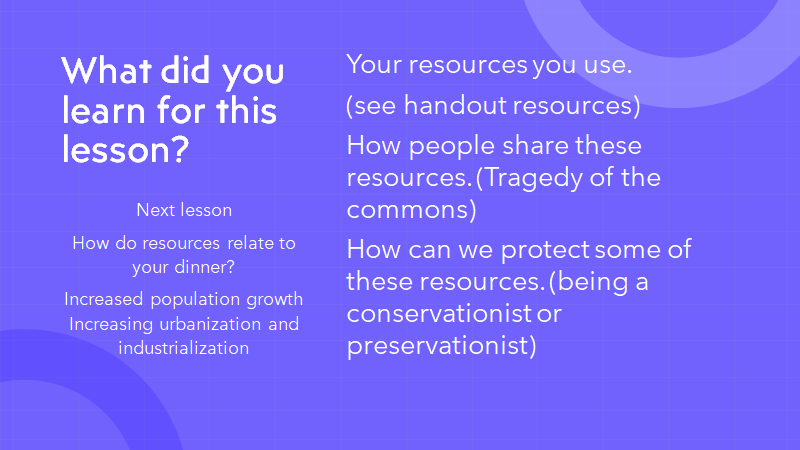 What did you
learn for this
lesson?
Next lesson
How do resources relate to
your dinner?
Increased population growth
Increasing urbanization and
industrialization
Your resources you use.
(see handout resources)
How people share these
resources. (Tragedy of the
commons)
How can we protect some of
these resources. (being a
conservationist or
preservationist)